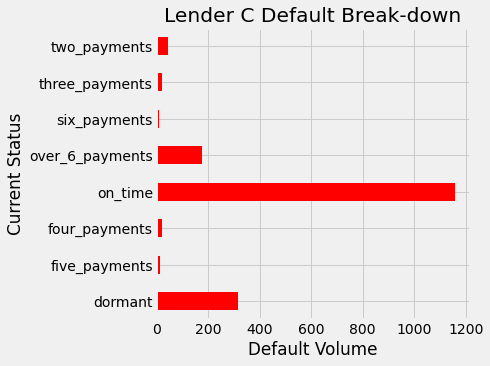 Lender C Default Break-down
Current Status
two_payments
three_payments
six_payments
over_6_payments
on_time
four_payments
five_payments
dormant
0 200 400 600 800 1000 1200
Default Volume